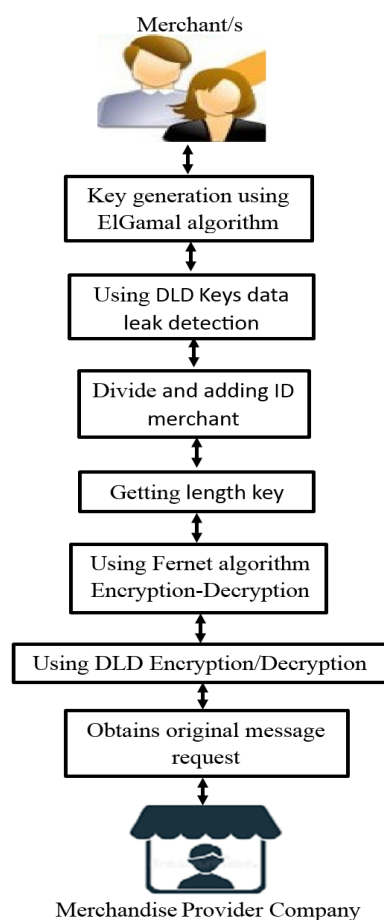 Merchant/s
Key generation using
ElGamal algorithm
Using DLD Keys data
leak detection
Divide and adding ID
merchant
Getting length key
Using Fernet algorithm
Encryption-Decryption
Using DLD Encryption/Decryption
Obtains original message
request
Merchandise Provider Company